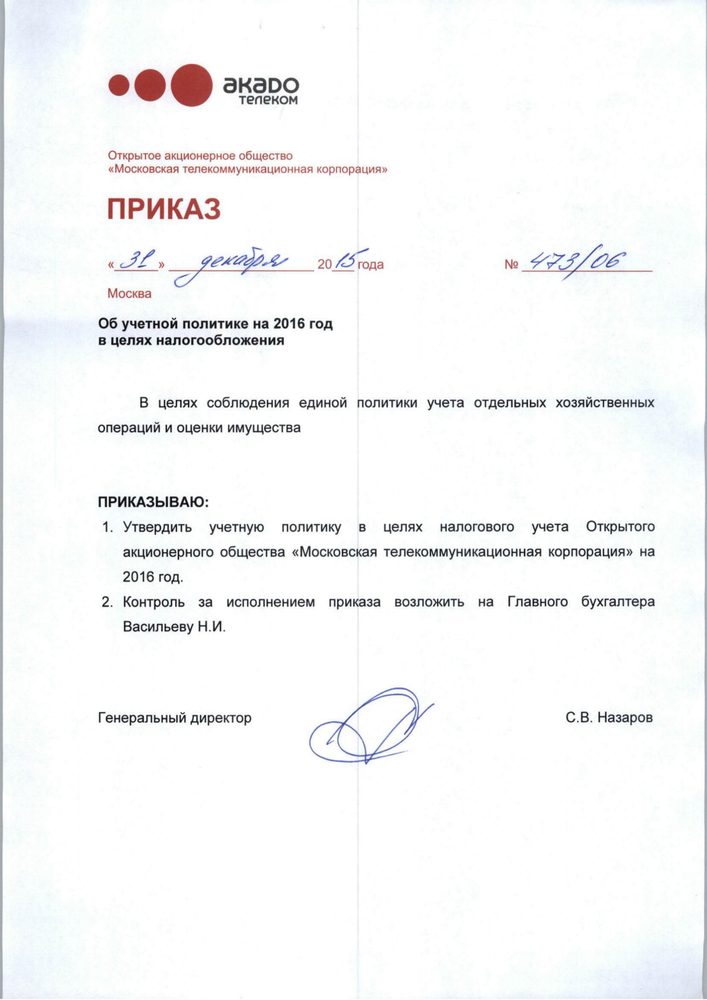 акадо
телеком
Открытое акционерное общество
«Московская телекоммуникационная корпорация»
ПРИКАЗ
«31» декабря 2015 года № 473/06
Москва
Об учетной политике на 2016 год
в целях налогообложения
В целях соблюдения единой политики учета отдельных хозяйственных
операций и оценки имущества
ПРИКАЗЫВАЮ:
1. Утвердить учетную политику в целях налогового учета Открытого
акционерного общества «Московская телекоммуникационная корпорация» на
2016 год.
2. Контроль за исполнением приказа возложить на Главного бухгалтера
Васильеву Н.И.
Генеральный директор С.В. Назаров